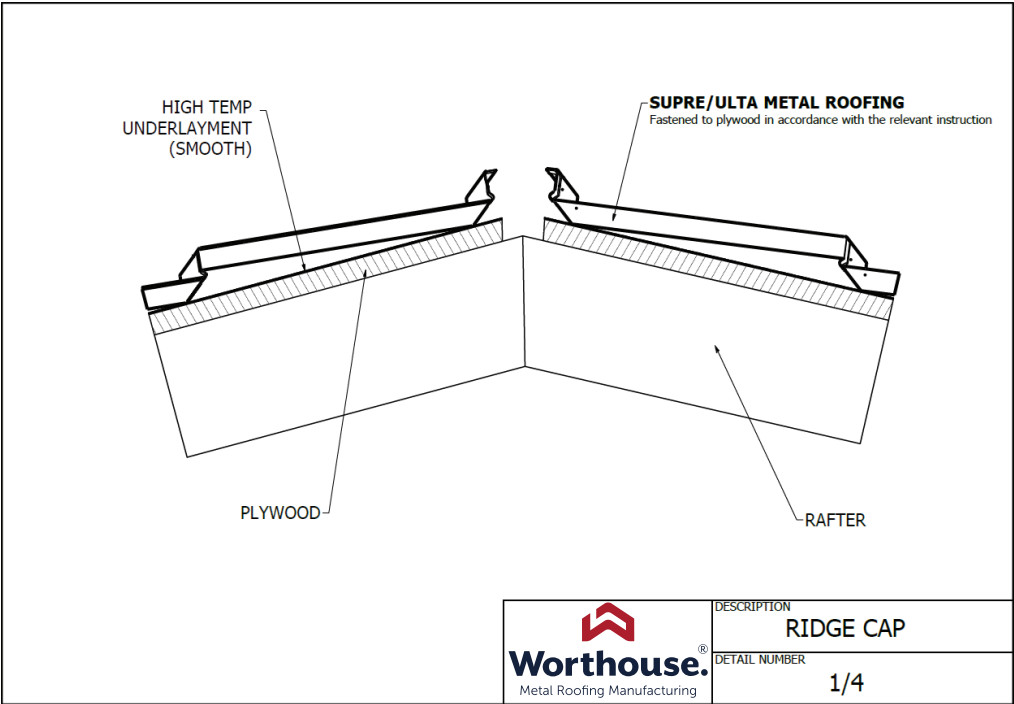 HIGH TEMP
UNDERLAYMENT
(SMOOTH)
SUPRE/ULTA METAL ROOFING
Fastened to plywood in accordance with the relevant instruction
PLYWOOD
RAFTER
Worthouse.®
Metal Roofing Manufacturing
DESCRIPTION
RIDGE CAP
DETAIL NUMBER
1/4